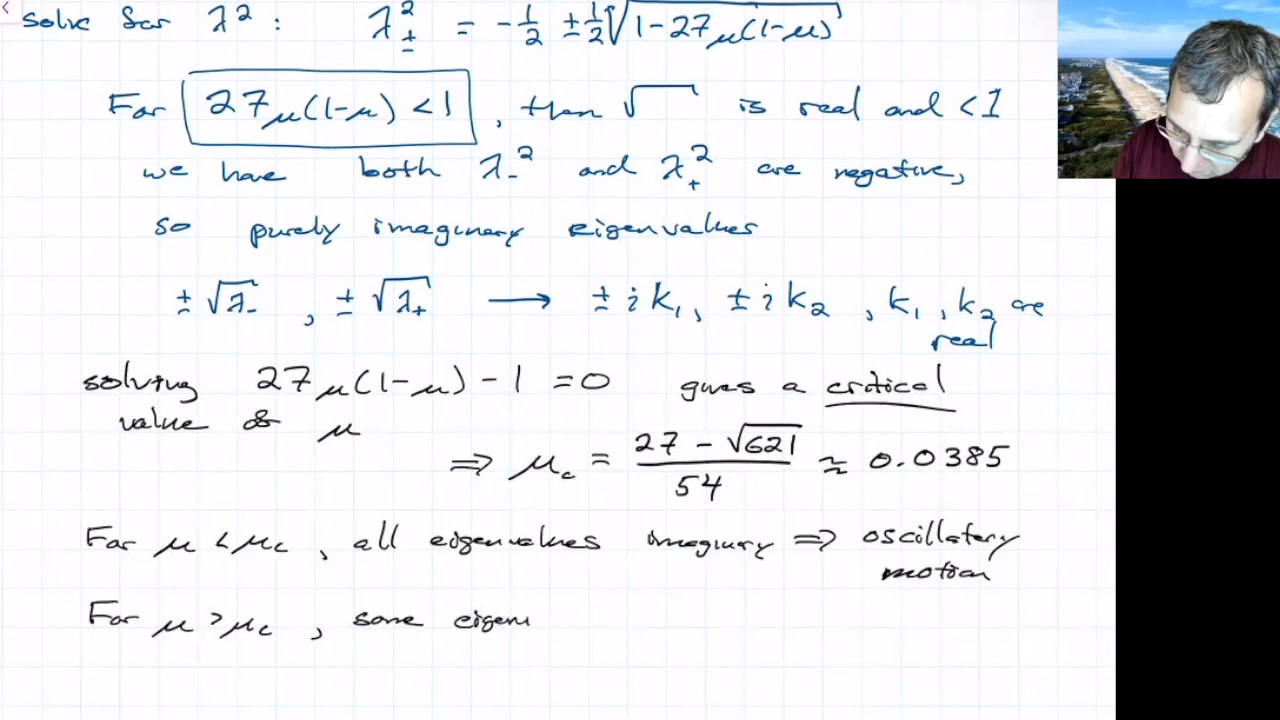 solve for λ² : λ²± = -1/2 ± 1/2 √(1-27μ(1-μ))
For 27μ(1-μ) < 1 , then √ is real and <1
we have both λ₋² and λ₊² are negative,
so purely imaginary eigenvalues
± √λ₋ , ± √λ₊ ⟶ ± i k₁, ± i k₂ , k₁, k₂ are
real
solving 27μ(1-μ) - 1 = 0 gives a critical
value of μ
⇒ μc = (27 - √621)/54 ≈ 0.0385
For μ < μc , all eigenvalues imaginary ⇒ oscillatory
motion
For μ > μc , some eigenv